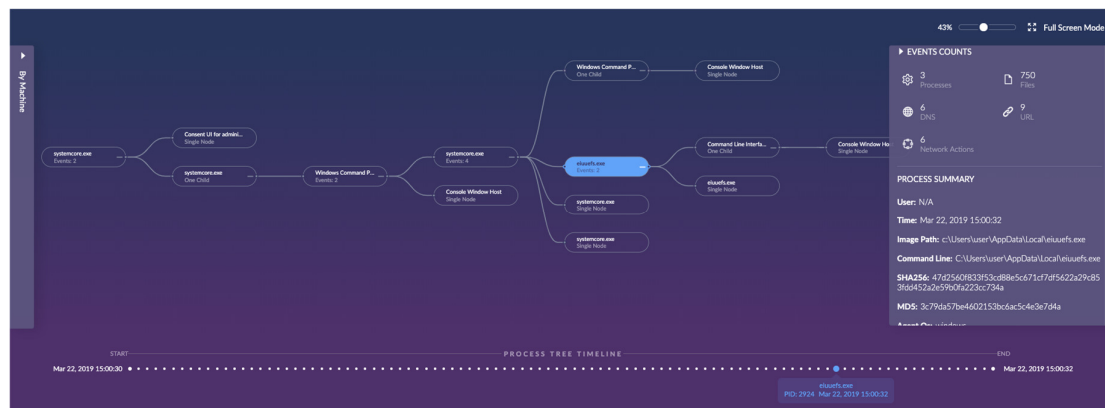 43%
Full Screen Mode
By Machine
systemcore.exe
Events: 2
Consent UI for admini...
Single Node
systemcore.exe
One Child
Windows Command P...
Events: 2
systemcore.exe
Events: 4
Console Window Host
Single Node
Windows Command P...
One Child
Console Window Host
Single Node
eiuuefs.exe
Events: 2
systemcore.exe
Single Node
systemcore.exe
Single Node
Command Line Interfa...
One Child
eiuuefs.exe
Single Node
Console Window Ho
Single Node
EVENTS COUNTS
3
Processes
750
Files
6
DNS
9
URL
6
Network Actions
PROCESS SUMMARY
User: N/A
Time: Mar 22, 2019 15:00:32
Image Path: c:\Users\user\AppData\Local\eiuuefs.exe
Command Line: C:\Users\user\AppData\Local\eiuuefs.exe
SHA256: 47d2560f833f53cd88e5c671cf7df5622a29c85
3fdd452a2e59b0fa223cc734a
MD5: 3c79da57be4602153bc6ac5c4e3e7d4a
Agent On: windows
START
PROCESS TREE TIMELINE
END
Mar 22, 2019 15:00:30
Mar 22, 2019 15:00:32
eiuuefs.exe
PID: 2924 Mar 22, 2019 15:00:32